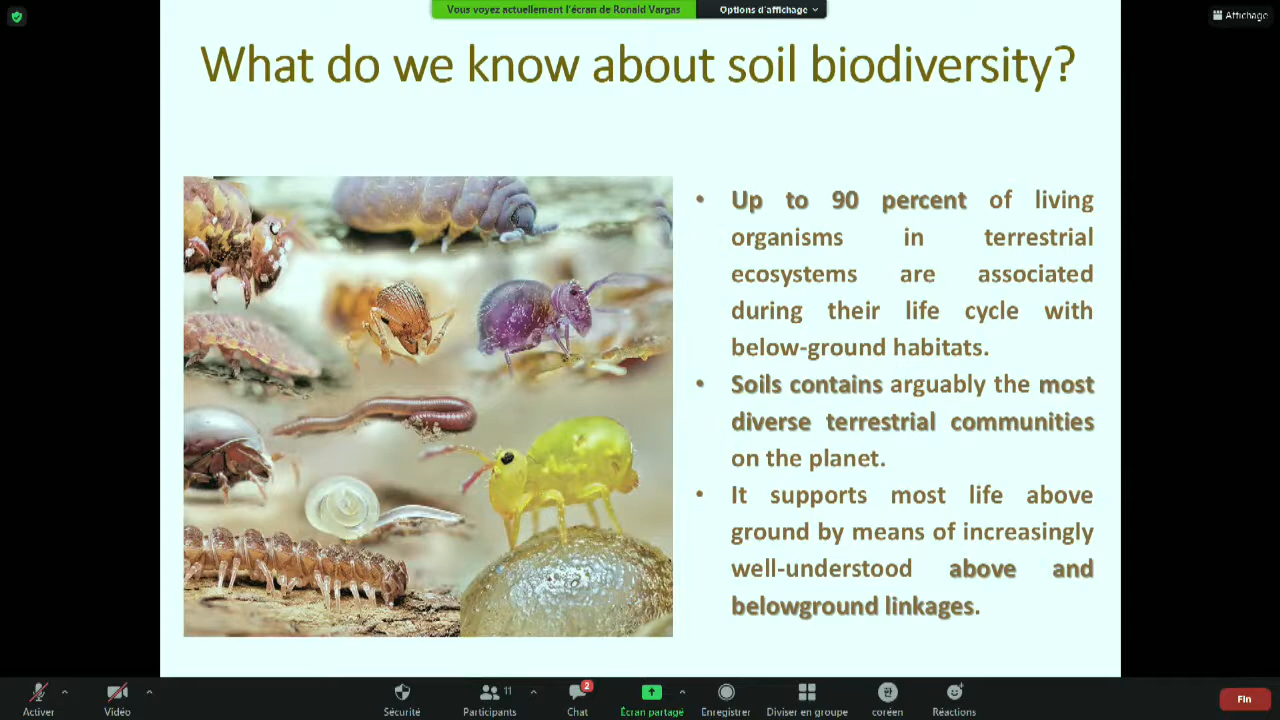 Vous voyez actuellement l'écran de Ronald Vargas
Options d'affichage
Affichage
What do we know about soil biodiversity?
• Up to 90 percent of living
organisms in terrestrial
ecosystems are associated
during their life cycle with
below-ground habitats.
• Soils contains arguably the most
diverse terrestrial communities
on the planet.
• It supports most life above
ground by means of increasingly
well-understood above and
belowground linkages.
Activer
Vidéo
Sécurité
11
Participants
2
Chat
Écran partagé
Enregistrer
Diviser en groupe
coréen
Réactions
Fin